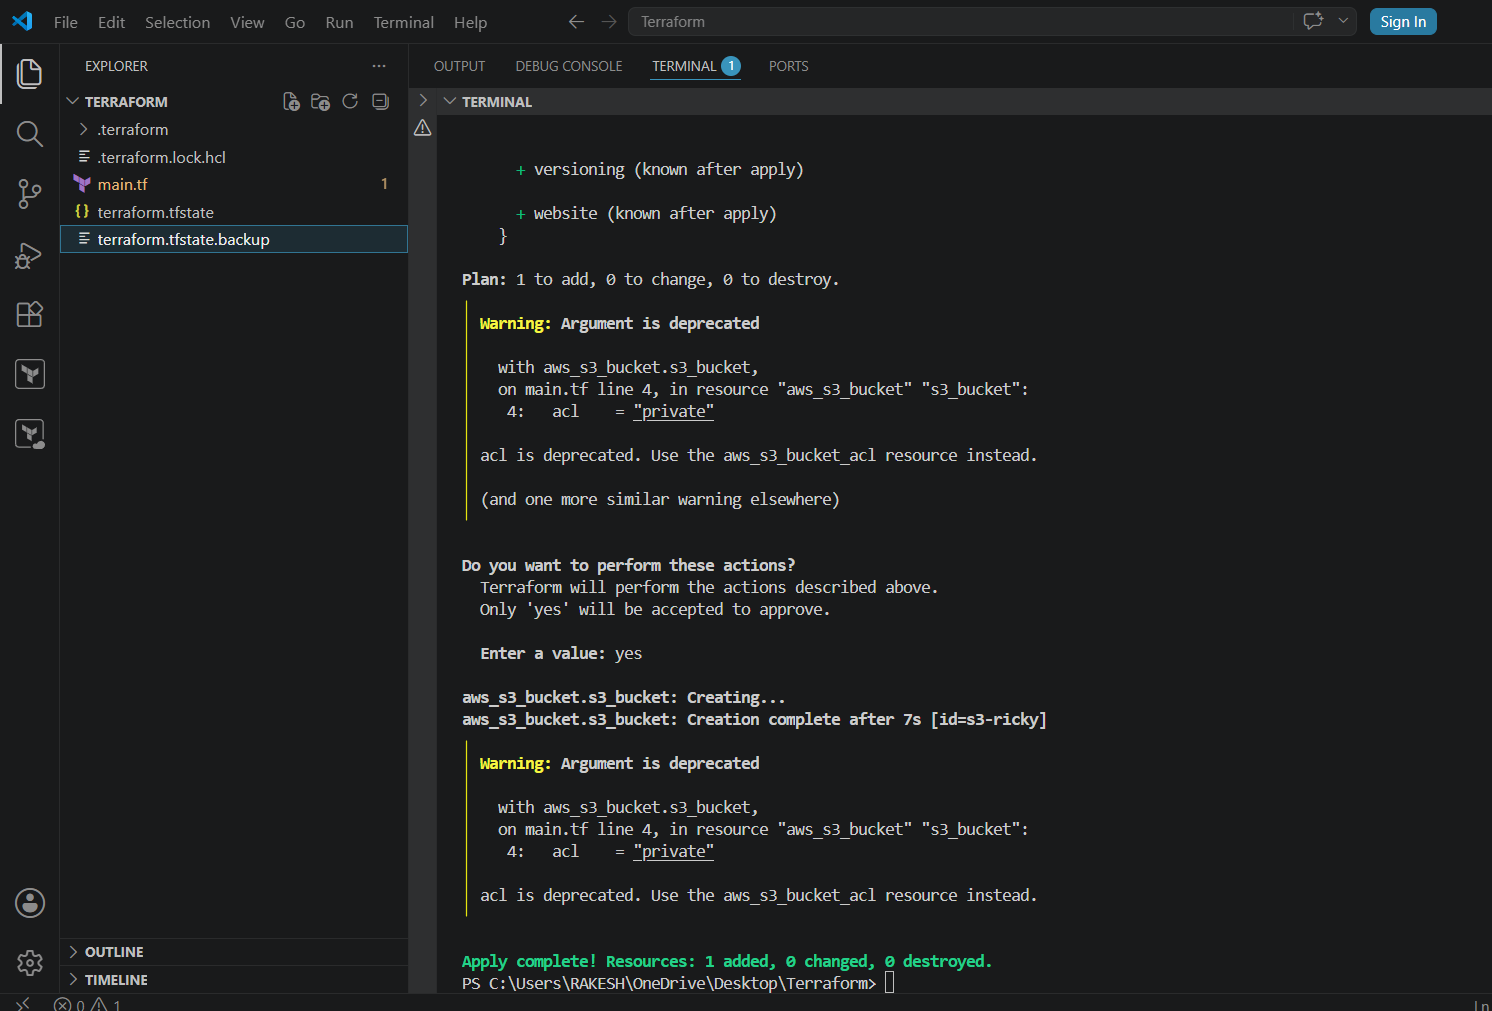 File Edit Selection View Go Run Terminal Help
Terraform
Sign In
EXPLORER
TERRAFORM
.terraform
.terraform.lock.hcl
main.tf 1
terraform.tfstate
terraform.tfstate.backup
OUTLINE
TIMELINE
OUTPUT DEBUG CONSOLE TERMINAL 1 PORTS
TERMINAL
+ versioning (known after apply)
+ website (known after apply)
}
Plan: 1 to add, 0 to change, 0 to destroy.
Warning: Argument is deprecated
with aws_s3_bucket.s3_bucket,
on main.tf line 4, in resource "aws_s3_bucket" "s3_bucket":
4: acl = "private"
acl is deprecated. Use the aws_s3_bucket_acl resource instead.
(and one more similar warning elsewhere)
Do you want to perform these actions?
Terraform will perform the actions described above.
Only 'yes' will be accepted to approve.
Enter a value: yes
aws_s3_bucket.s3_bucket: Creating...
aws_s3_bucket.s3_bucket: Creation complete after 7s [id=s3-ricky]
Warning: Argument is deprecated
with aws_s3_bucket.s3_bucket,
on main.tf line 4, in resource "aws_s3_bucket" "s3_bucket":
4: acl = "private"
acl is deprecated. Use the aws_s3_bucket_acl resource instead.
Apply complete! Resources: 1 added, 0 changed, 0 destroyed.
PS C:\Users\RAKESH\OneDrive\Desktop\Terraform>
0 1
Ln